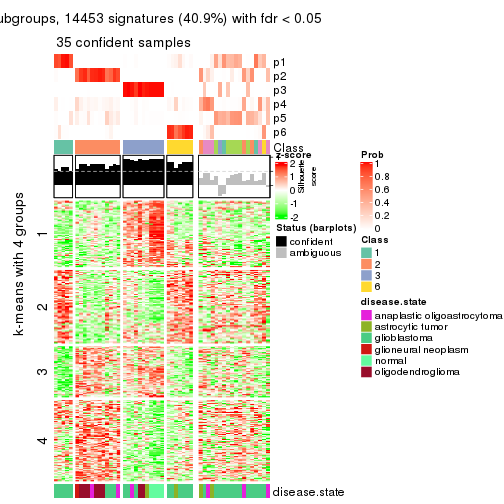 ubgroups, 14453 signatures (40.9%) with fdr < 0.05
35 confident samples
p1
p2
p3
p4
p5
p6
Class
z-score
2
1
0
-1
-2
Silhouette
score
Status (barplots)
confident
ambiguous
Prob
1
0.8
0.6
0.4
0.2
0
Class
1
2
3
6
disease.state
anaplastic oligoastrocytoma
astrocytic tumor
glioblastoma
glioneural neoplasm
normal
oligodendroglioma
k-means with 4 groups
1
2
3
4
disease.state